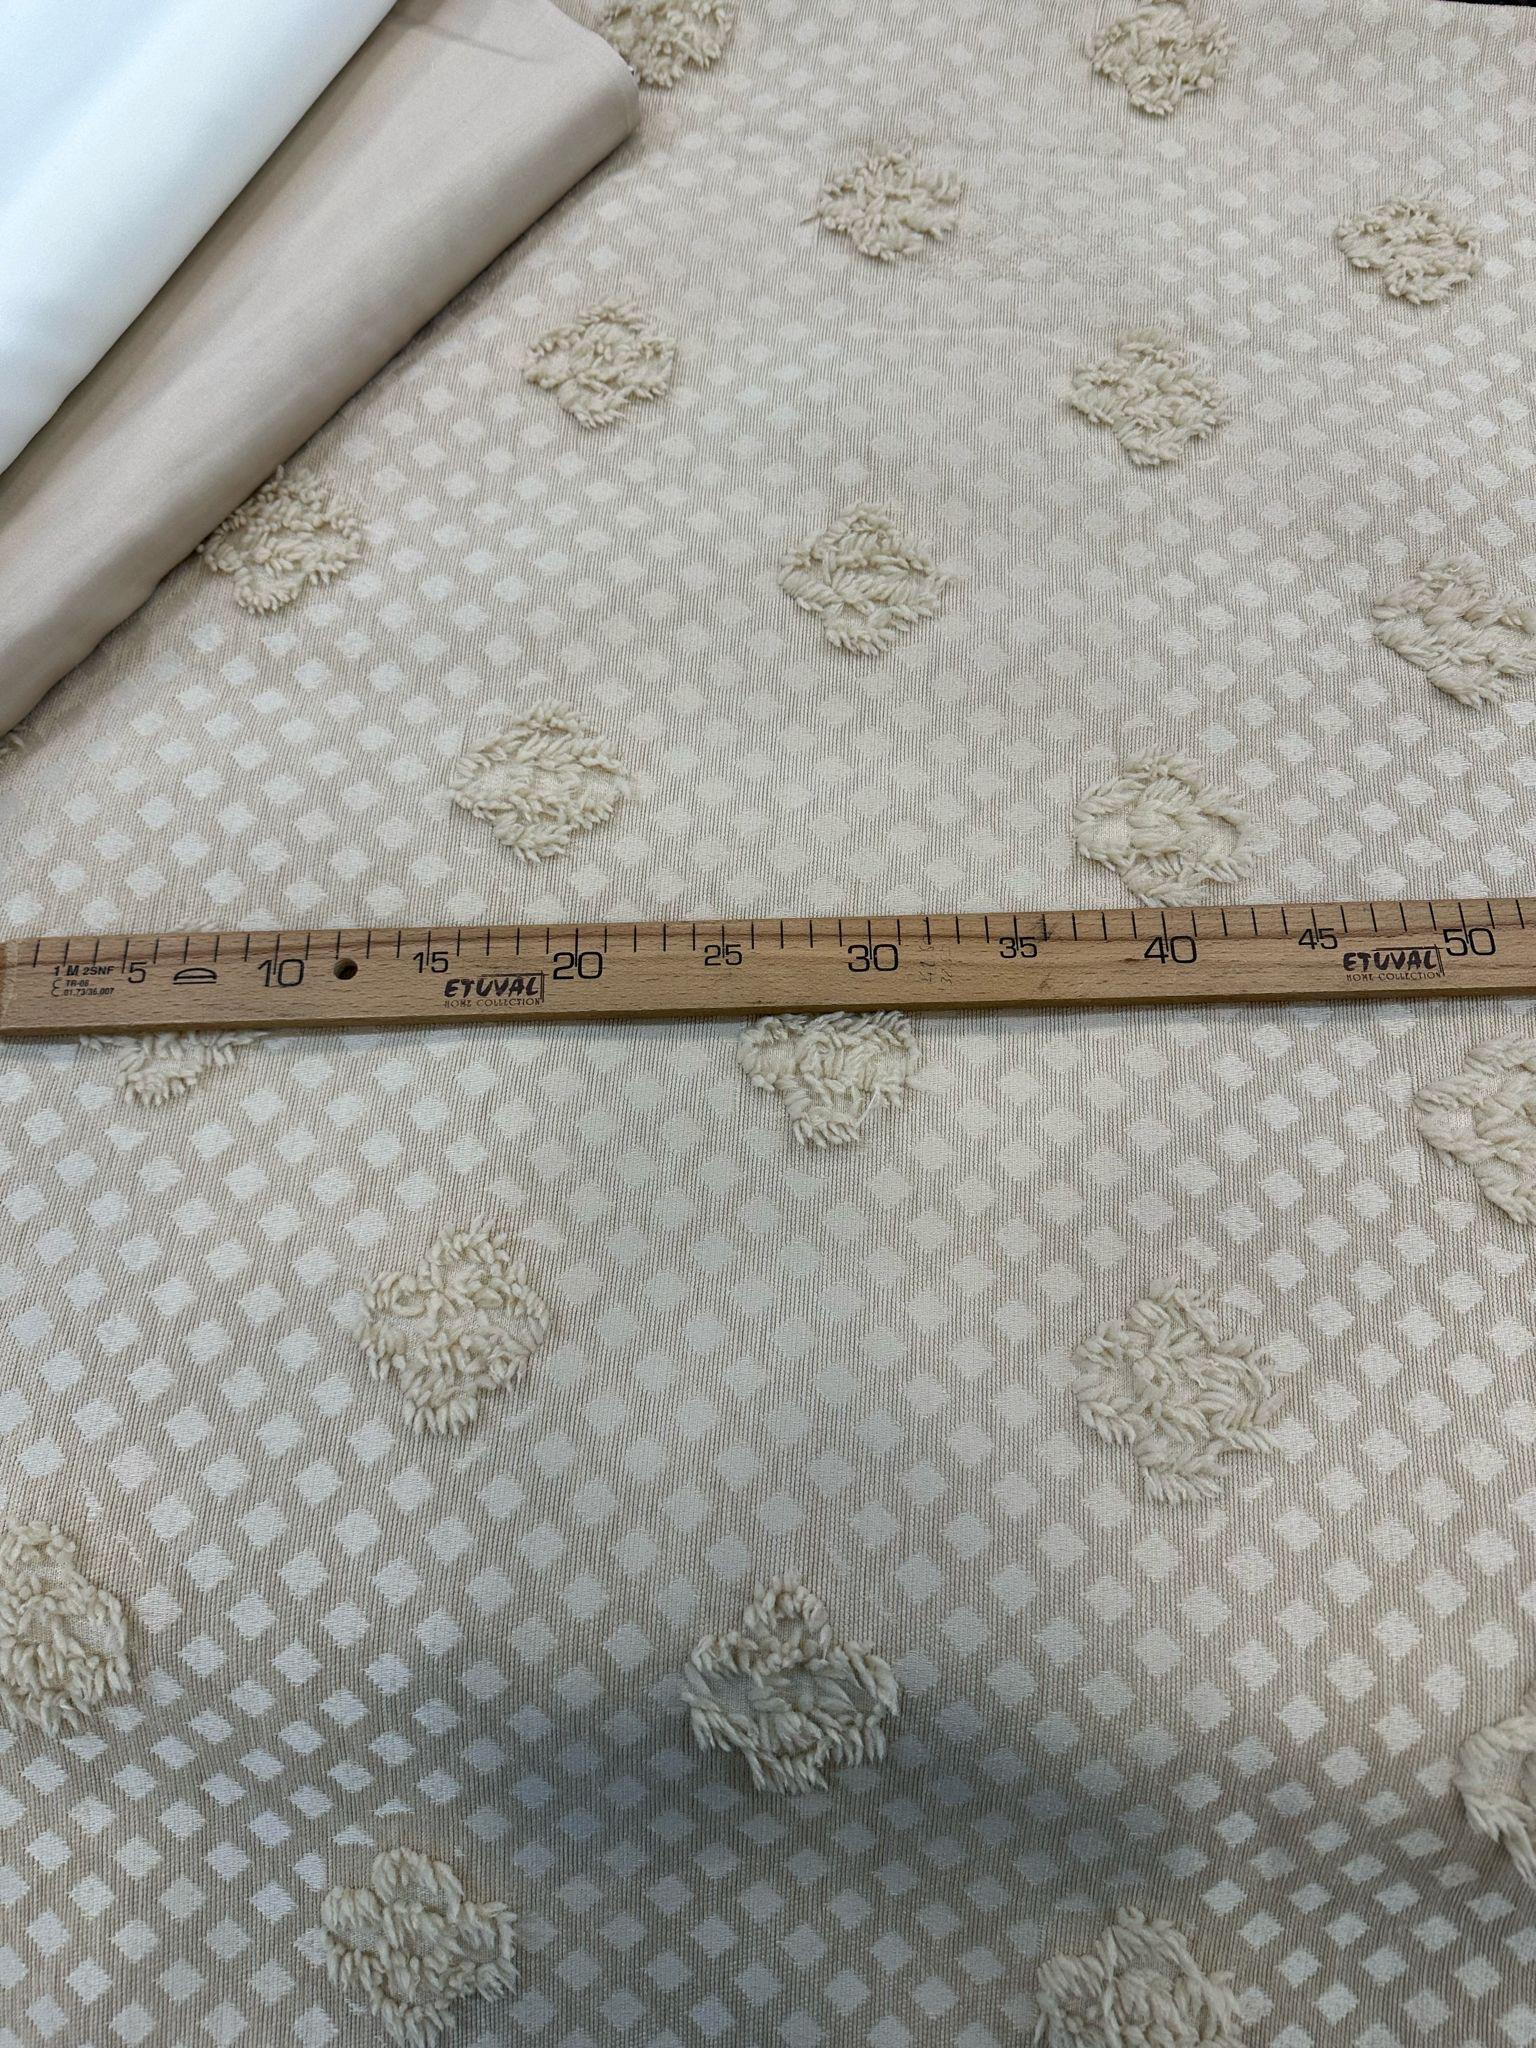 5 10 15 20 25 30 35 40 45 50
1 M 2SNF
TR-06
01.73/36.007
ETUVAL
HOME COLLECTION
ETUVAL
HOME COLLECTION